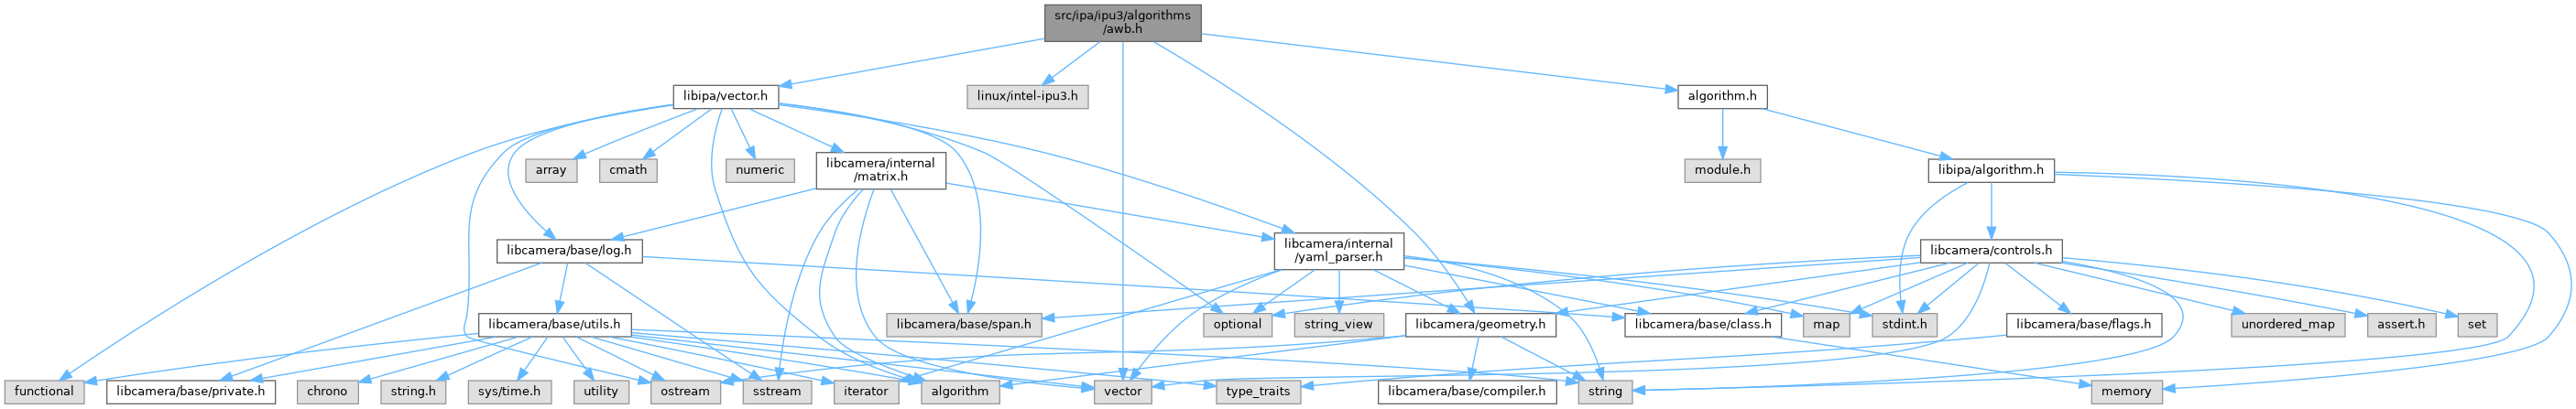 src/ipa/ipu3/algorithms
/awb.h
libipa/vector.h
linux/intel-ipu3.h
algorithm.h
array
cmath
numeric
libcamera/internal
/matrix.h
module.h
libipa/algorithm.h
libcamera/base/log.h
libcamera/internal
/yaml_parser.h
libcamera/controls.h
libcamera/base/utils.h
libcamera/base/span.h
optional
string_view
libcamera/geometry.h
libcamera/base/class.h
map
stdint.h
libcamera/base/flags.h
unordered_map
assert.h
set
functional
libcamera/base/private.h
chrono
string.h
sys/time.h
utility
ostream
sstream
iterator
algorithm
vector
type_traits
libcamera/base/compiler.h
string
memory